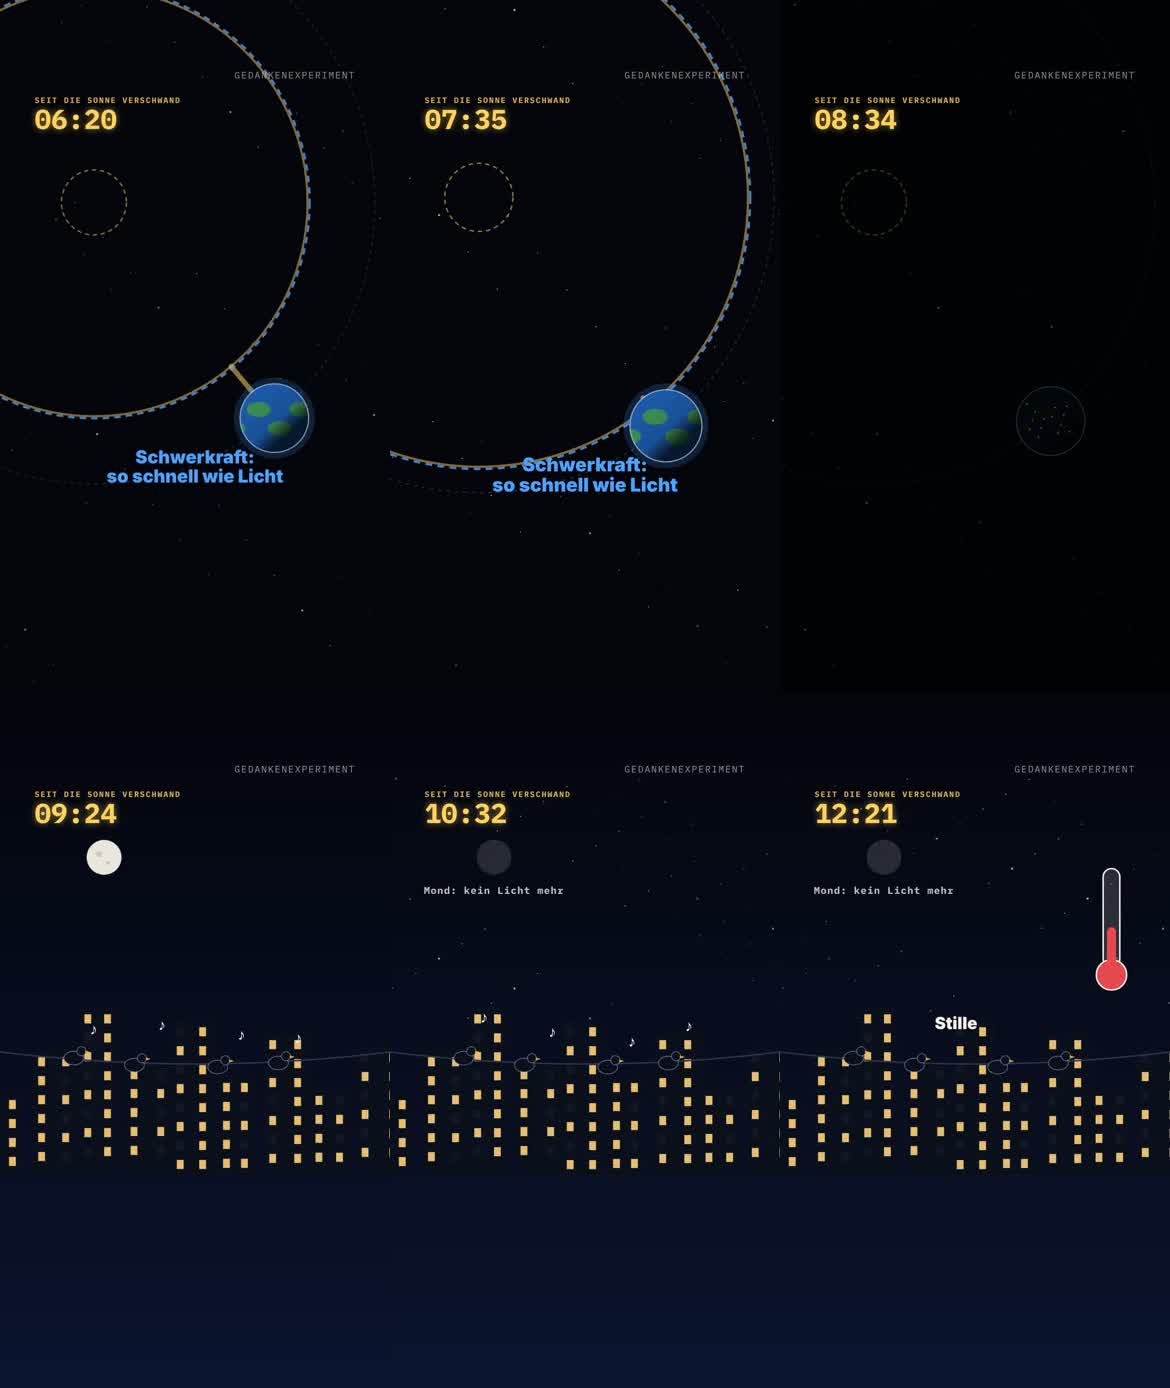 GEDANKENEXPERIMENT
SEIT DIE SONNE VERSCHWAND
06:20
Schwerkraft:
so schnell wie Licht
GEDANKENEXPERIMENT
SEIT DIE SONNE VERSCHWAND
07:35
Schwerkraft:
so schnell wie Licht
GEDANKENEXPERIMENT
SEIT DIE SONNE VERSCHWAND
08:34
GEDANKENEXPERIMENT
SEIT DIE SONNE VERSCHWAND
09:24
GEDANKENEXPERIMENT
SEIT DIE SONNE VERSCHWAND
10:32
Mond: kein Licht mehr
GEDANKENEXPERIMENT
SEIT DIE SONNE VERSCHWAND
12:21
Mond: kein Licht mehr
Stille